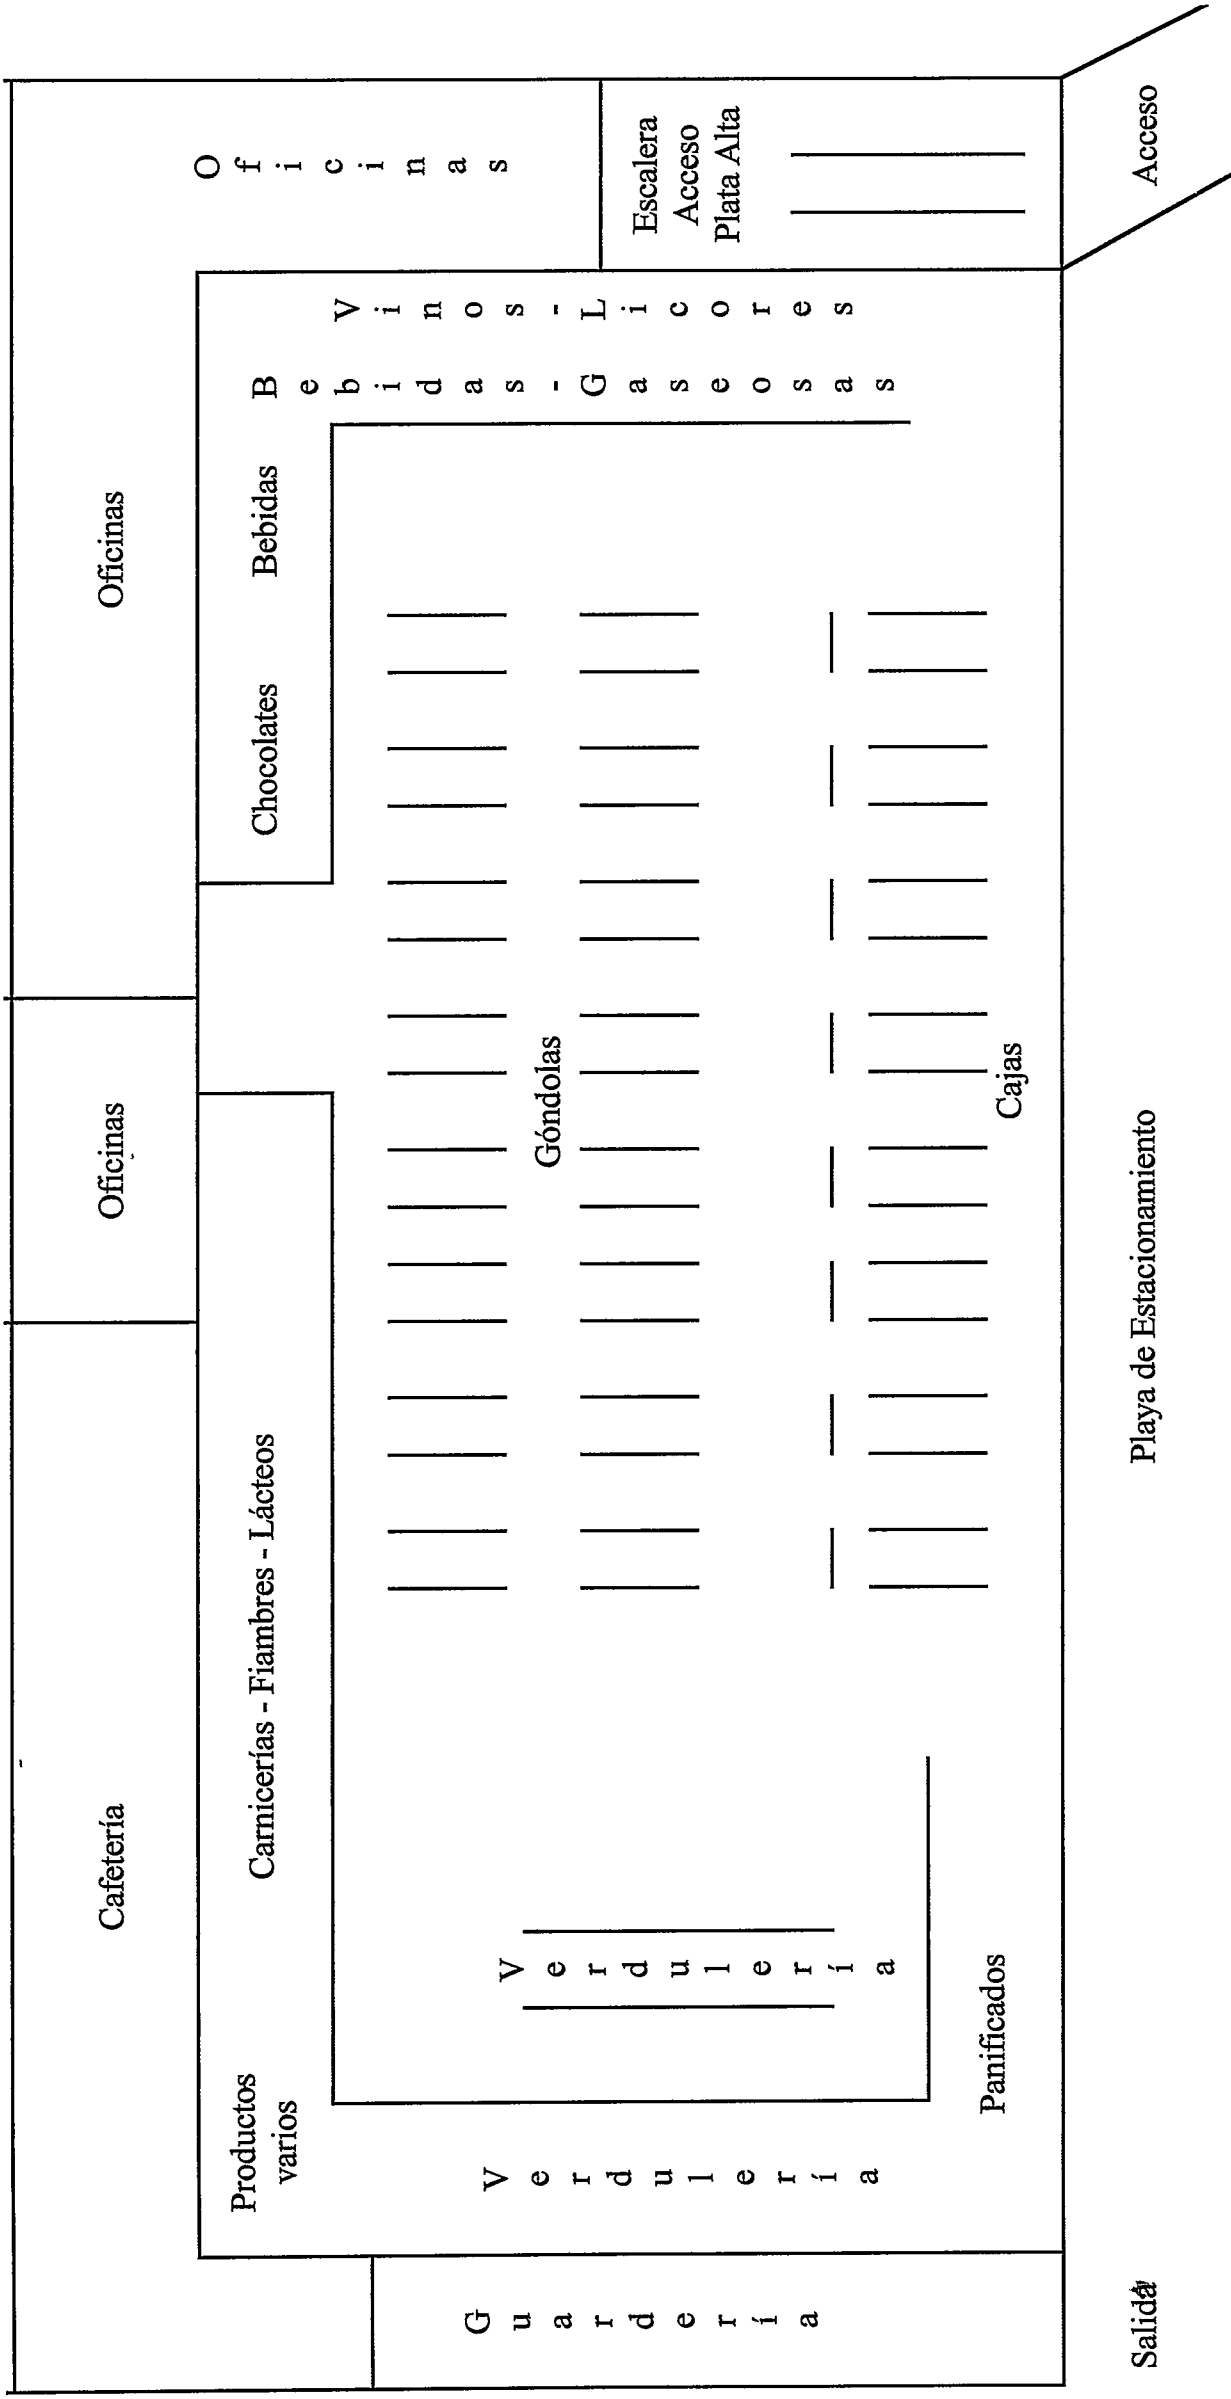 Cafetería
Oficinas
Oficinas
Oficinas
Productos
varios
Carnicerías - Fiambres - Lácteos
Chocolates
Bebidas
Bebidas-Gaseosas
Vinos-Licores
Escalera
Acceso
Plata Alta
Guardería
Verdulería
Verdulería
Góndolas
Panificados
Cajas
Salida
Playa de Estacionamiento
Acceso